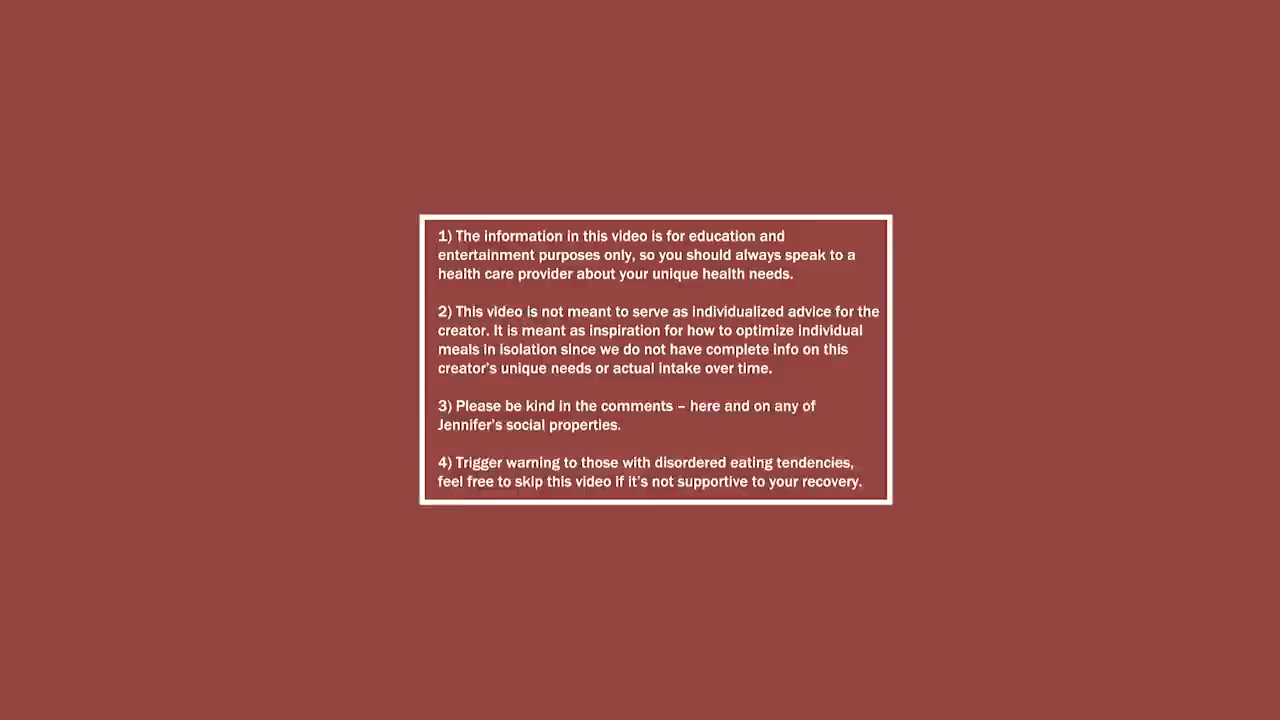 1) The information in this video is for education and
entertainment purposes only, so you should always speak to a
health care provider about your unique health needs.
2) This video is not meant to serve as individualized advice for the
creator. It is meant as inspiration for how to optimize individual
meals in isolation since we do not have complete info on this
creator's unique needs or actual intake over time.
3) Please be kind in the comments – here and on any of
Jennifer's social properties.
4) Trigger warning to those with disordered eating tendencies,
feel free to skip this video if it's not supportive to your recovery.